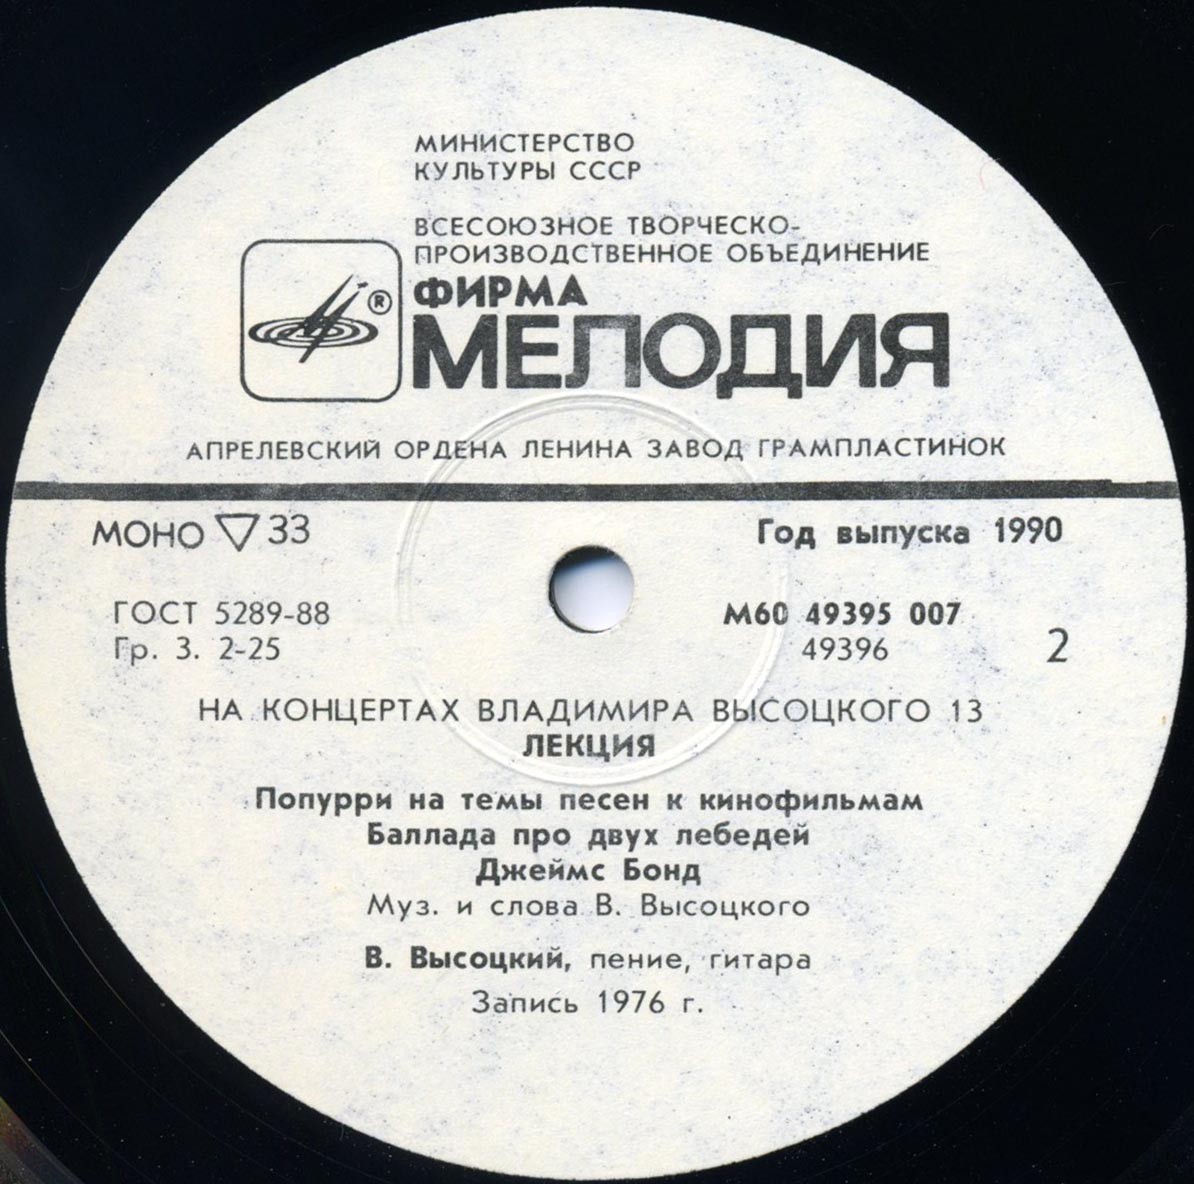 МИНИСТЕРСТВО
КУЛЬТУРЫ СССР
ВСЕСОЮЗНОЕ ТВОРЧЕСКО-
ПРОИЗВОДСТВЕННОЕ ОБЪЕДИНЕНИЕ
ФИРМА
®
МЕЛОДИЯ
АПРЕЛЕВСКИЙ ОРДЕНА ЛЕНИНА ЗАВОД ГРАМПЛАСТИНОК
МОНО ▽ 33
Год выпуска 1990
ГОСТ 5289-88
Гр. 3. 2-25
М60 49395 007
49396
2
НА КОНЦЕРТАХ ВЛАДИМИРА ВЫСОЦКОГО 13
ЛЕКЦИЯ
Попурри на темы песен к кинофильмам
Баллада про двух лебедей
Джеймс Бонд
Муз. и слова В. Высоцкого
В. Высоцкий, пение, гитара
Запись 1976 г.